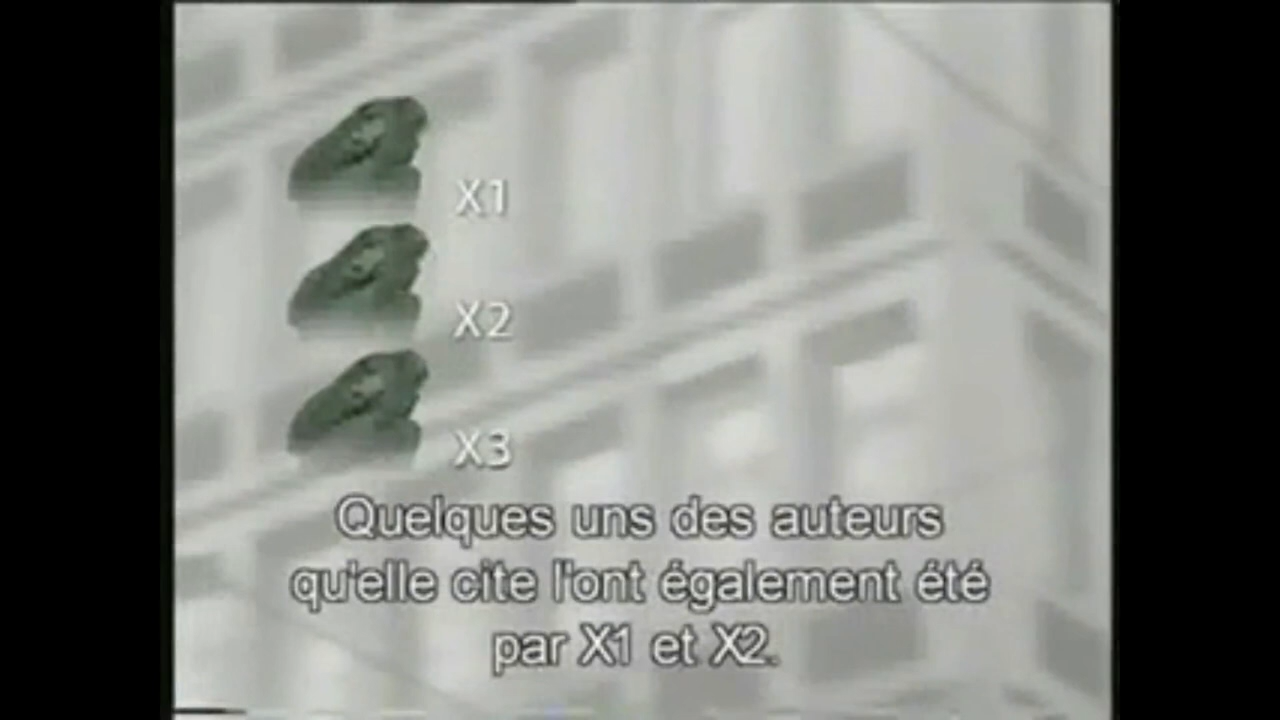 X1
X2
X3
Quelques uns des auteurs
qu'elle cite l'ont également été
par X1 et X2.